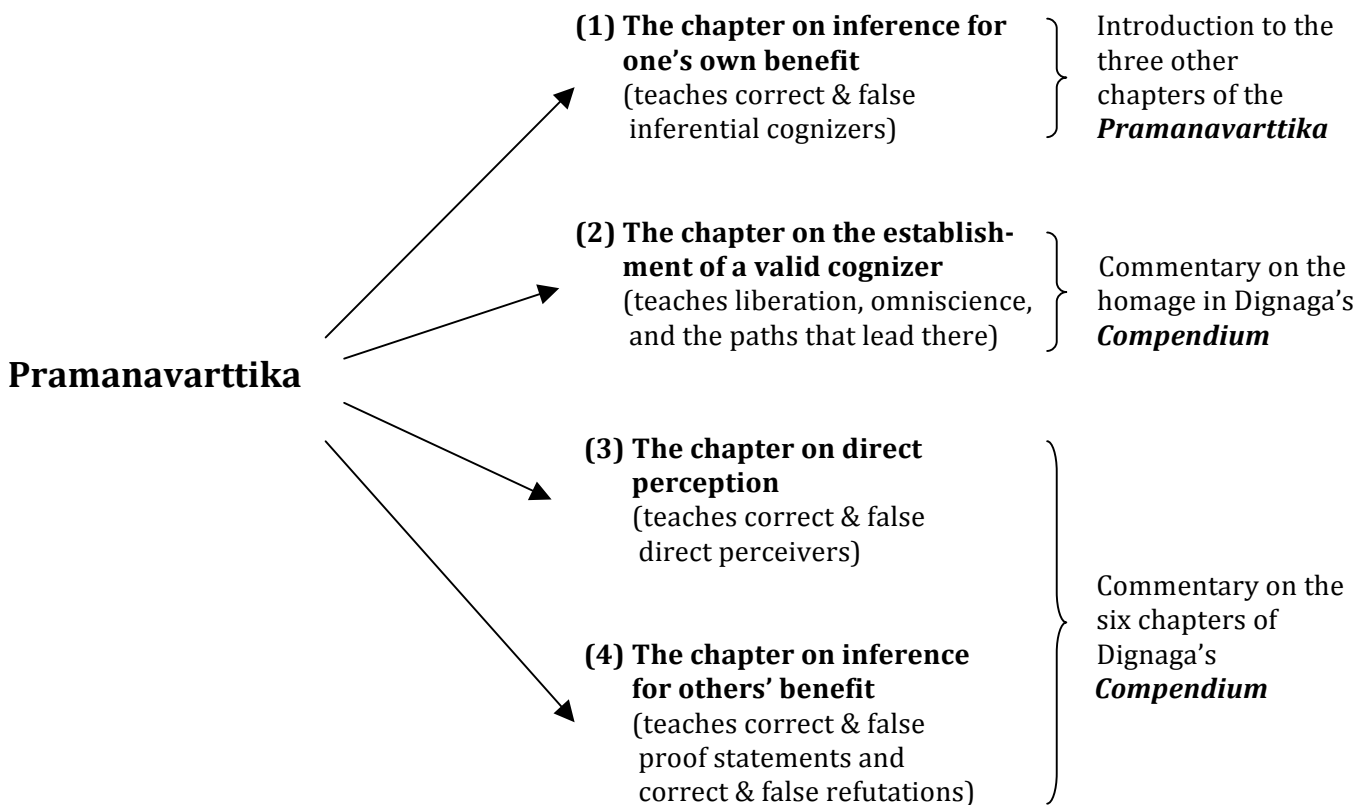 Pramanavarttika
(1) The chapter on inference for
one's own benefit
(teaches correct & false
inferential cognizers)
Introduction to the
three other
chapters of the
Pramanavarttika
(2) The chapter on the establish-
ment of a valid cognizer
(teaches liberation, omniscience,
and the paths that lead there)
Commentary on the
homage in Dignaga's
Compendium
(3) The chapter on direct
perception
(teaches correct & false
direct perceivers)
(4) The chapter on inference
for others' benefit
(teaches correct & false
proof statements and
correct & false refutations)
Commentary on the
six chapters of
Dignaga's
Compendium